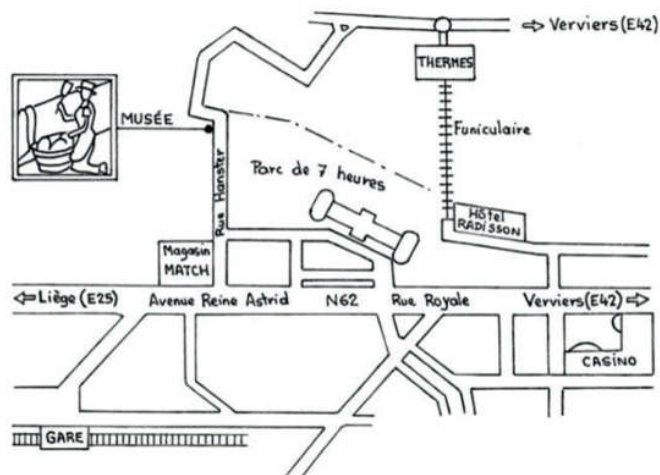 Verviers (E42)
THERMES
MUSÉE
Funiculaire
Rue Hanster
Parc de 7 heures
Hôtel
RADISSON
Magasin
MATCH
Liège (E25)
Avenue Reine Astrid
N62
Rue Royale
Verviers (E42)
CASINO
GARE